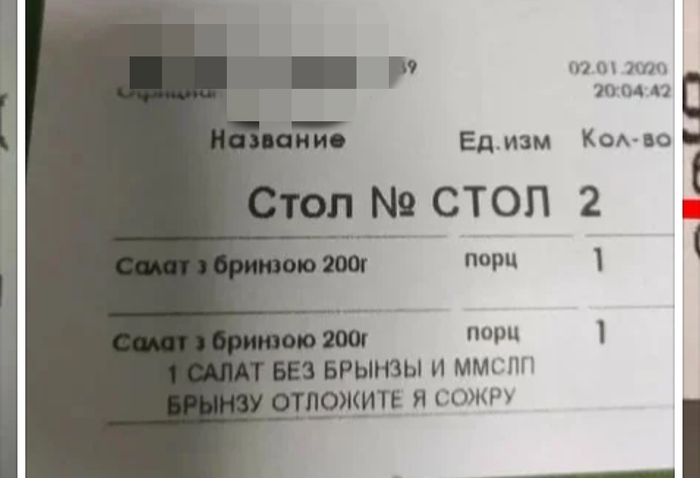 02.01.2020
20:04:42
Название Ед.изм Кол-во
Стол № СТОЛ 2
Салат з бринзою 200г порц 1
Салат з бринзою 200г порц 1
1 САЛАТ БЕЗ БРЫНЗЫ И ММСЛП
БРЫНЗУ ОТЛОЖИТЕ Я СОЖРУ